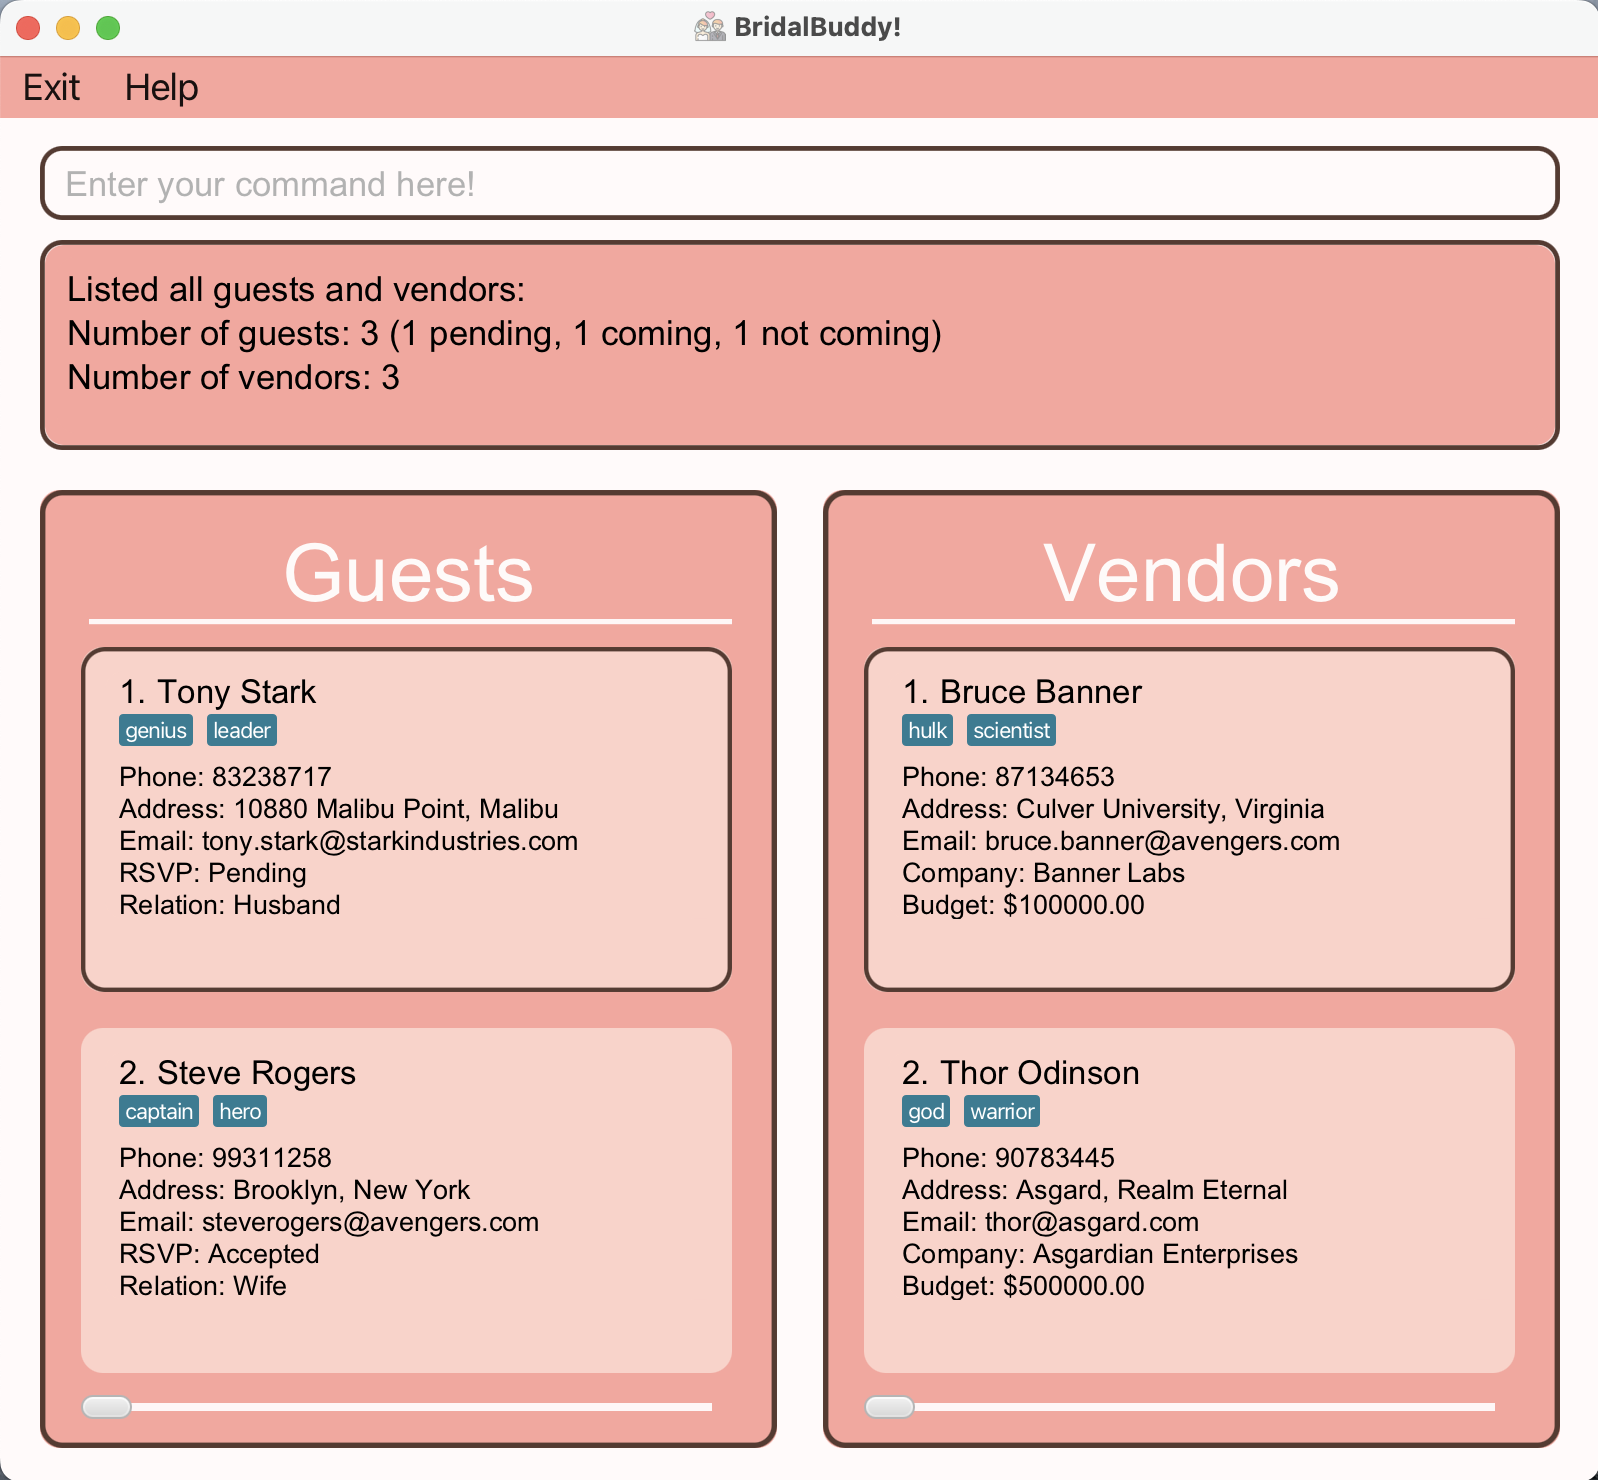 BridalBuddy!
Exit Help
Enter your command here!
Listed all guests and vendors:
Number of guests: 3 (1 pending, 1 coming, 1 not coming)
Number of vendors: 3
Guests
1. Tony Stark
genius leader
Phone: 83238717
Address: 10880 Malibu Point, Malibu
Email: tony.stark@starkindustries.com
RSVP: Pending
Relation: Husband
2. Steve Rogers
captain hero
Phone: 99311258
Address: Brooklyn, New York
Email: steverogers@avengers.com
RSVP: Accepted
Relation: Wife
Vendors
1. Bruce Banner
hulk scientist
Phone: 87134653
Address: Culver University, Virginia
Email: bruce.banner@avengers.com
Company: Banner Labs
Budget: $100000.00
2. Thor Odinson
god warrior
Phone: 90783445
Address: Asgard, Realm Eternal
Email: thor@asgard.com
Company: Asgardian Enterprises
Budget: $500000.00